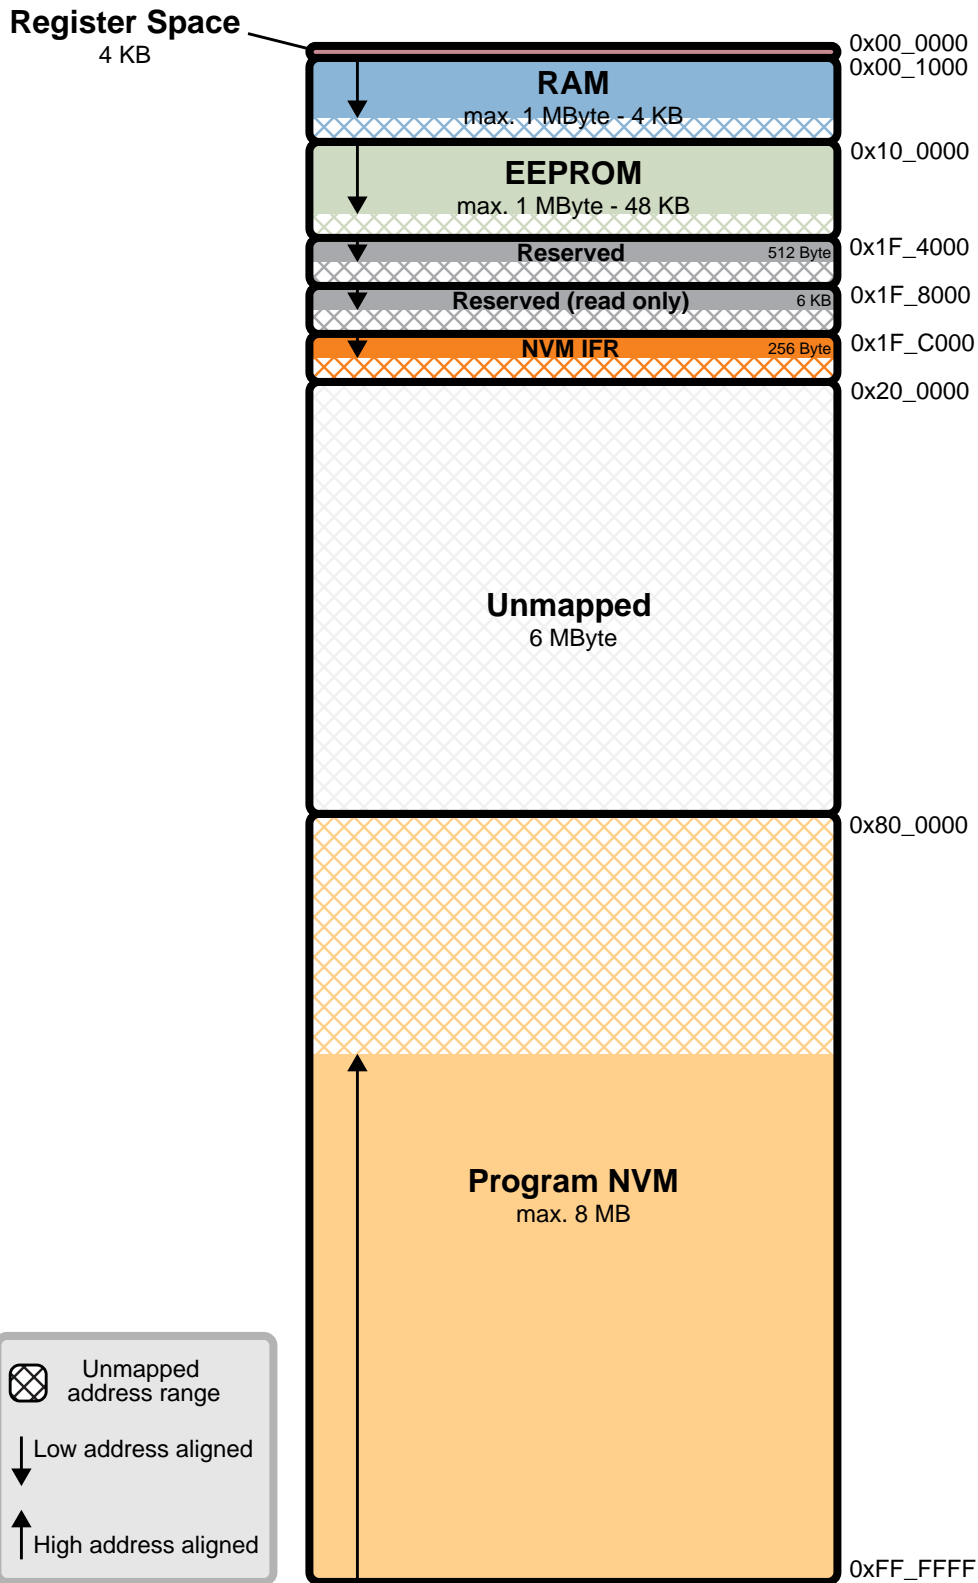 Register Space
4 KB
0x00_0000
0x00_1000
RAM
max. 1 MByte - 4 KB
0x10_0000
EEPROM
max. 1 MByte - 48 KB
0x1F_4000
Reserved
512 Byte
0x1F_8000
Reserved (read only)
6 KB
0x1F_C000
NVM IFR
256 Byte
0x20_0000
Unmapped
6 MByte
0x80_0000
Program NVM
max. 8 MB
0xFF_FFFF
Unmapped
address range
Low address aligned
High address aligned